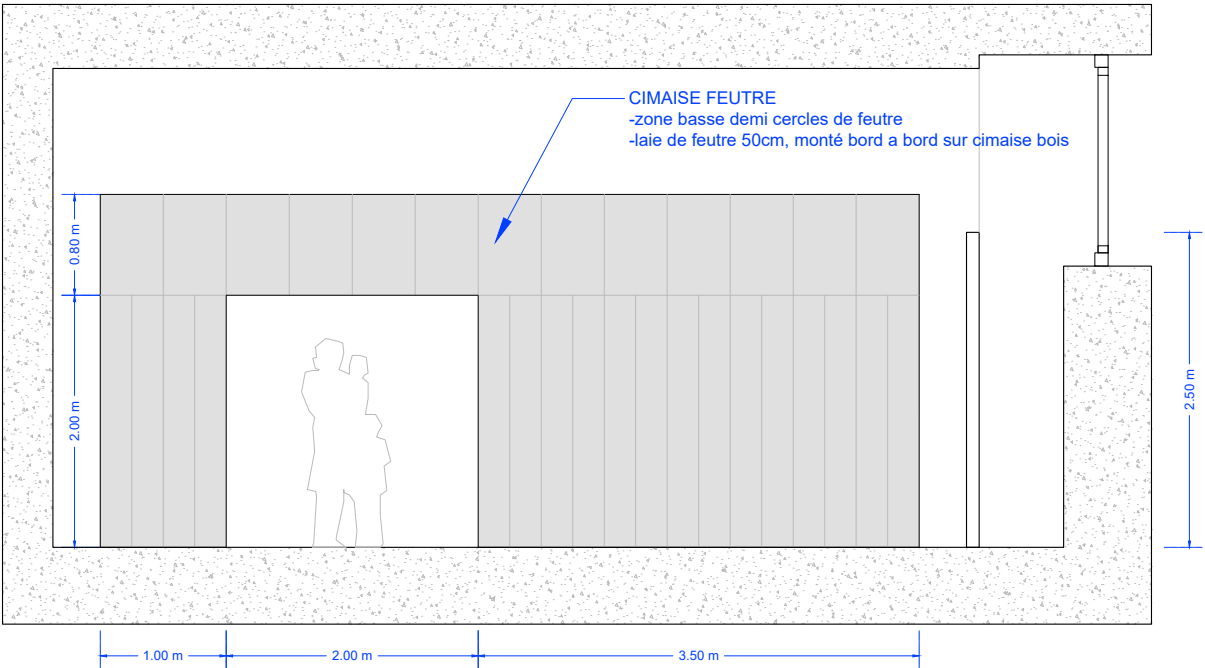 CIMAISE FEUTRE
-zone basse demi cercles de feutre
-laie de feutre 50cm, monté bord a bord sur cimaise bois
0.80 m
2.00 m
2.50 m
1.00 m
2.00 m
3.50 m